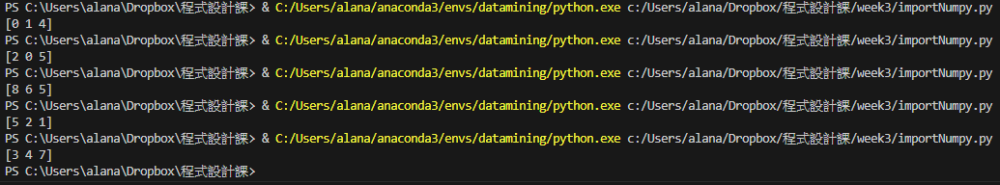 PS C:\Users\alana\Dropbox\程式設計課> & C:/Users/alana/anaconda3/envs/datamining/python.exe c:/Users/alana/Dropbox/程式設計課/week3/importNumpy.py
[0 1 4]
PS C:\Users\alana\Dropbox\程式設計課> & C:/Users/alana/anaconda3/envs/datamining/python.exe c:/Users/alana/Dropbox/程式設計課/week3/importNumpy.py
[2 0 5]
PS C:\Users\alana\Dropbox\程式設計課> & C:/Users/alana/anaconda3/envs/datamining/python.exe c:/Users/alana/Dropbox/程式設計課/week3/importNumpy.py
[8 6 5]
PS C:\Users\alana\Dropbox\程式設計課> & C:/Users/alana/anaconda3/envs/datamining/python.exe c:/Users/alana/Dropbox/程式設計課/week3/importNumpy.py
[5 2 1]
PS C:\Users\alana\Dropbox\程式設計課> & C:/Users/alana/anaconda3/envs/datamining/python.exe c:/Users/alana/Dropbox/程式設計課/week3/importNumpy.py
[3 4 7]
PS C:\Users\alana\Dropbox\程式設計課>